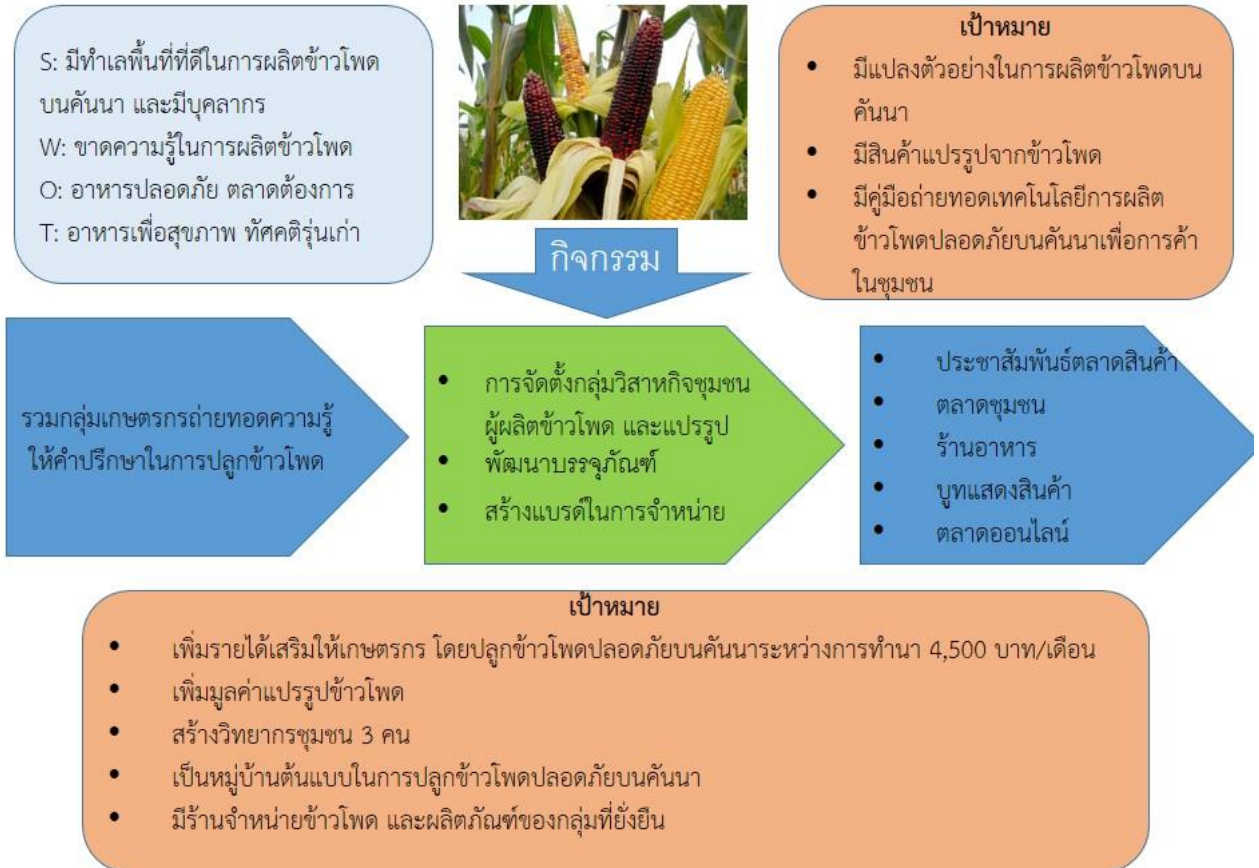 S: มีทำเลพื้นที่ที่ดีในการผลิตข้าวโพด
บนคันนา และมีบุคลากร
W: ขาดความรู้ในการผลิตข้าวโพด
O: อาหารปลอดภัย ตลาดต้องการ
T: อาหารเพื่อสุขภาพ ทัศคติรุ่นเก่า
เป้าหมาย
• มีแปลงตัวอย่างในการผลิตข้าวโพดบน
คันนา
• มีสินค้าแปรรูปจากข้าวโพด
• มีคู่มือถ่ายทอดเทคโนโลยีการผลิต
ข้าวโพดปลอดภัยบนคันนาเพื่อการค้า
ในชุมชน
กิจกรรม
รวมกลุ่มเกษตรกรถ่ายทอดความรู้
ให้คำปรึกษาในการปลูกข้าวโพด
• การจัดตั้งกลุ่มวิสาหกิจชุมชน
ผู้ผลิตข้าวโพด และแปรรูป
• พัฒนาบรรจุภัณฑ์
• สร้างแบรด์ในการจำหน่าย
• ประชาสัมพันธ์ตลาดสินค้า
• ตลาดชุมชน
• ร้านอาหาร
• บูทแสดงสินค้า
• ตลาดออนไลน์
เป้าหมาย
• เพิ่มรายได้เสริมให้เกษตรกร โดยปลูกข้าวโพดปลอดภัยบนคันนาระหว่างการทำนา 4,500 บาท/เดือน
• เพิ่มมูลค่าแปรรูปข้าวโพด
• สร้างวิทยากรชุมชน 3 คน
• เป็นหมู่บ้านต้นแบบในการปลูกข้าวโพดปลอดภัยบนคันนา
• มีร้านจำหน่ายข้าวโพด และผลิตภัณฑ์ของกลุ่มที่ยั่งยืน